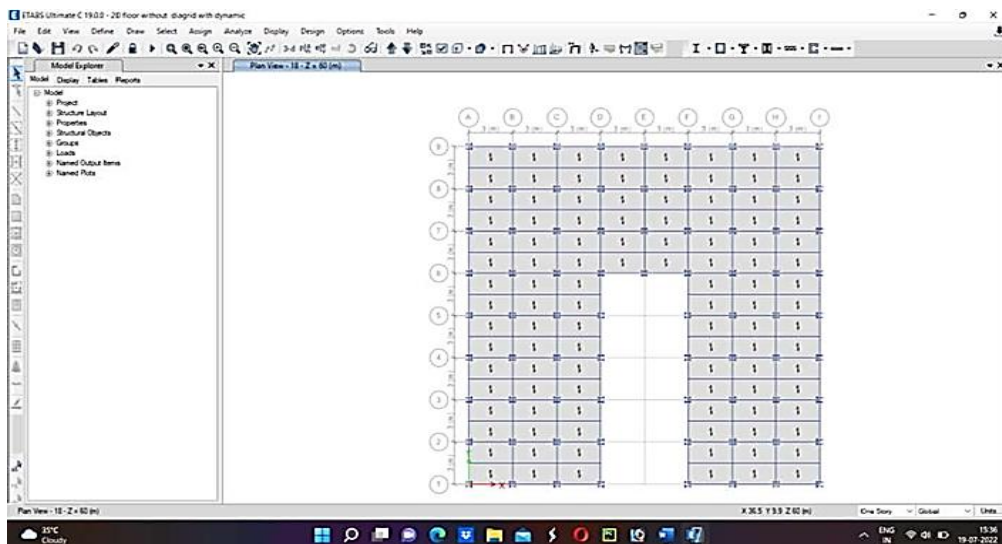 ETABS Ultimate C 19.0.0 - 20 floor without diagrid with dynamic
File Edit View Define Draw Select Assign Analyze Display Design Options Tools Help
Model Explorer
Plan View - 18 - Z = 60 (m)
Model Display Tables Reports
Model
Project
Structure Layout
Properties
Structural Objects
Groups
Loads
Named Output Items
Named Plots
A B C D E F G H I
9
8
7
6
5
4
3
2
1
X
Plan View - 18 - Z = 60 (m)
X 36.5 Y 9.9 Z 60 (m)
One Story
Global
Units...
35°C
Cloudy
ENG
IN
15:36
19-07-2022